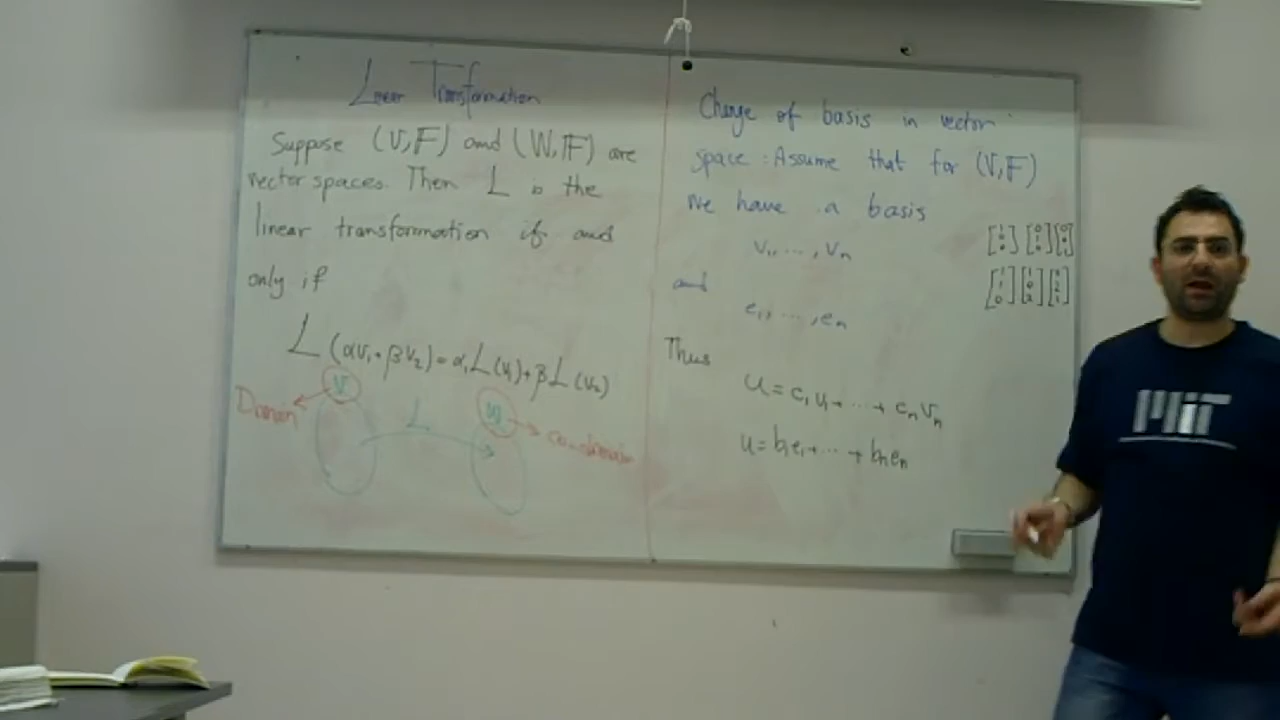 Linear Transformation
Suppose (V,F) and (W,F) are
vector spaces. Then L is the
linear transformation if and
only if
L (αv₁+βv₂)=α₁L(v₁)+βL(v₂)
V
W
Domain
L
co-domain
Change of basis in vector
space: Assume that for (V,F)
we have a basis
v₁, ... , vₙ
and
e₁, ... , eₙ
Thus
u = c₁v₁+ ... + cₙvₙ
u = b₁e₁+ ... + bₙeₙ
MIT